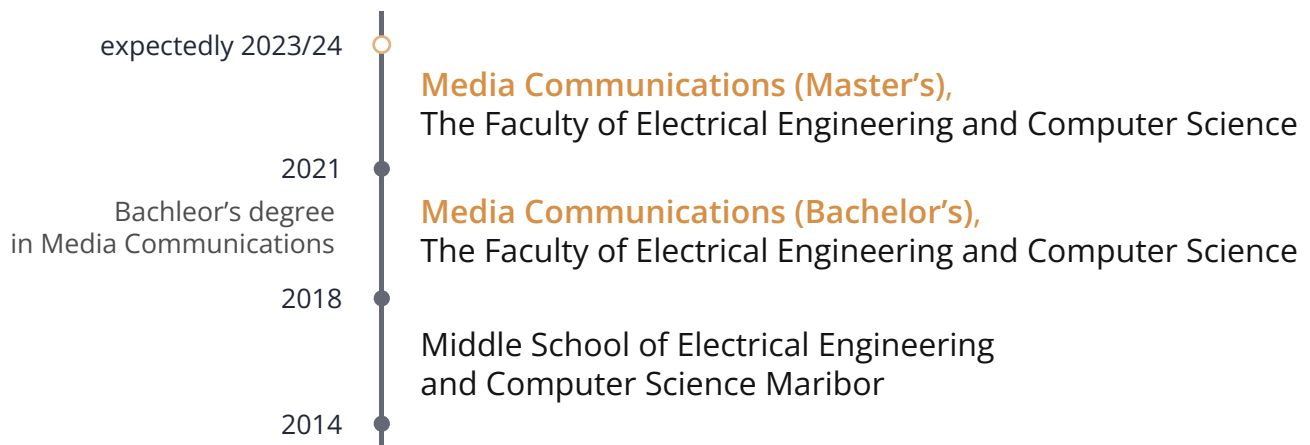 expectedly 2023/24
Media Communications (Master’s),
The Faculty of Electrical Engineering and Computer Science
2021
Bachleor’s degree
in Media Communications
Media Communications (Bachelor’s),
The Faculty of Electrical Engineering and Computer Science
2018
Middle School of Electrical Engineering
and Computer Science Maribor
2014